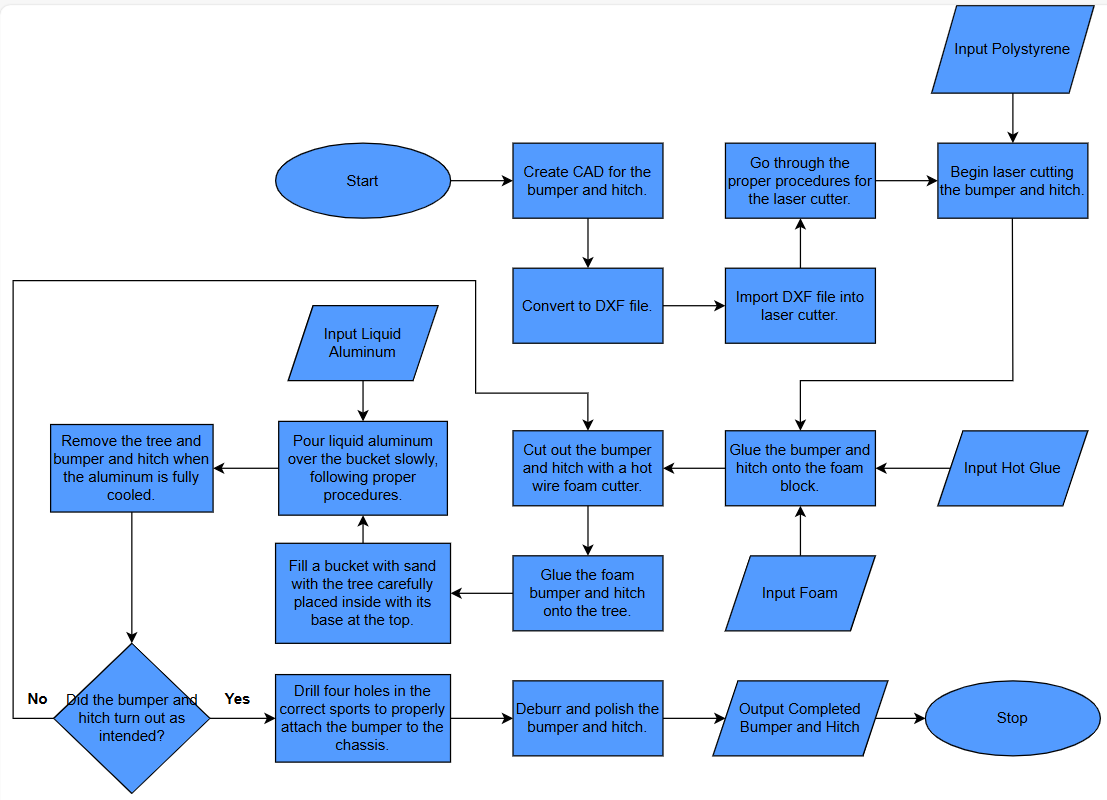 Input Polystyrene
Start
Create CAD for the
bumper and hitch.
Go through the
proper procedures for
the laser cutter.
Begin laser cutting
the bumper and hitch.
Convert to DXF file.
Import DXF file into
laser cutter.
Input Liquid
Aluminum
Remove the tree and
bumper and hitch when
the aluminum is fully
cooled.
Pour liquid aluminum
over the bucket slowly,
following proper
procedures.
Cut out the bumper
and hitch with a hot
wire foam cutter.
Glue the bumper and
hitch onto the foam
block.
Input Hot Glue
Fill a bucket with sand
with the tree carefully
placed inside with its
base at the top.
Glue the foam
bumper and hitch
onto the tree.
Input Foam
No
Did the bumper and
hitch turn out as
intended?
Yes
Drill four holes in the
correct sports to properly
attach the bumper to the
chassis.
Deburr and polish the
bumper and hitch.
Output Completed
Bumper and Hitch
Stop